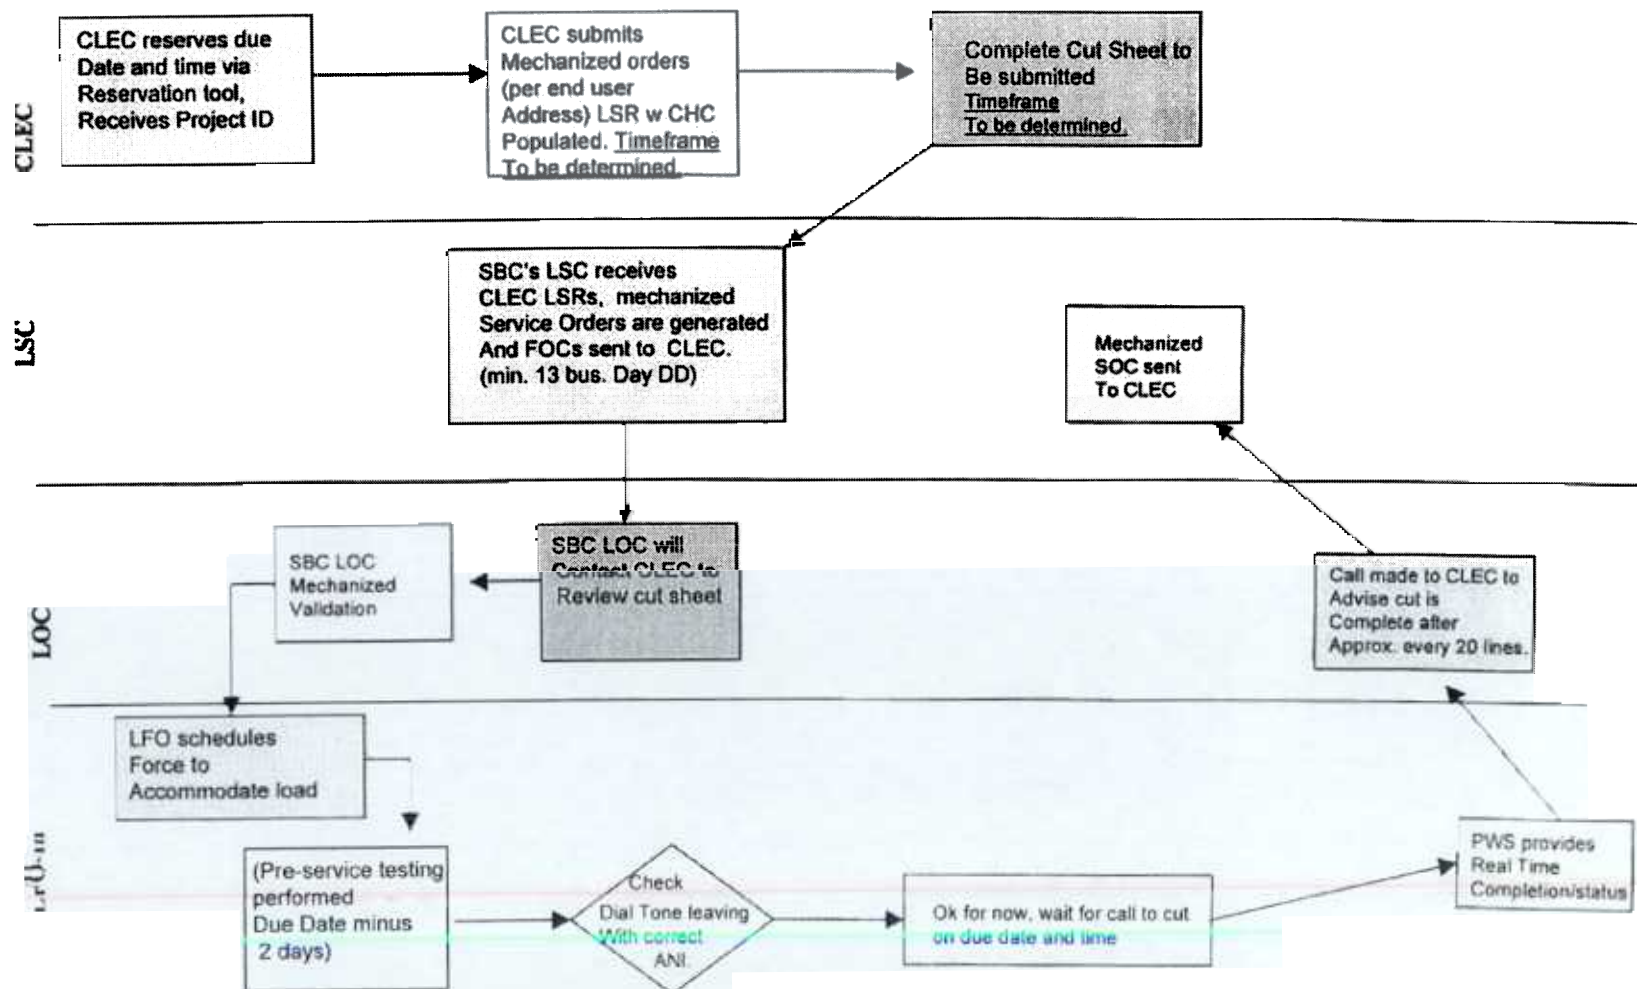 CLEC
CLEC reserves due
Date and time via
Reservation tool,
Receives Project ID
CLEC submits
Mechanized orders
(per end user
Address) LSR w CHC
Populated. Timeframe
To be determined.
Complete Cut Sheet to
Be submitted
Timeframe
To be determined.
LSC
SBC's LSC receives
CLEC LSRs, mechanized
Service Orders are generated
And FOCs sent to CLEC.
(min. 13 bus. Day DD)
Mechanized
SOC sent
To CLEC
LOC
SBC LOC
Mechanized
Validation
SBC LOC will
Contact CLEC to
Review cut sheet
Call made to CLEC to
Advise cut is
Complete after
Approx. every 20 lines.
LFO schedules
Force to
Accommodate load
(Pre-service testing
performed
Due Date minus
2 days)
Check
Dial Tone leaving
With correct
ANI.
Ok for now, wait for call to cut
on due date and time
PWS provides
Real Time
Completion/status